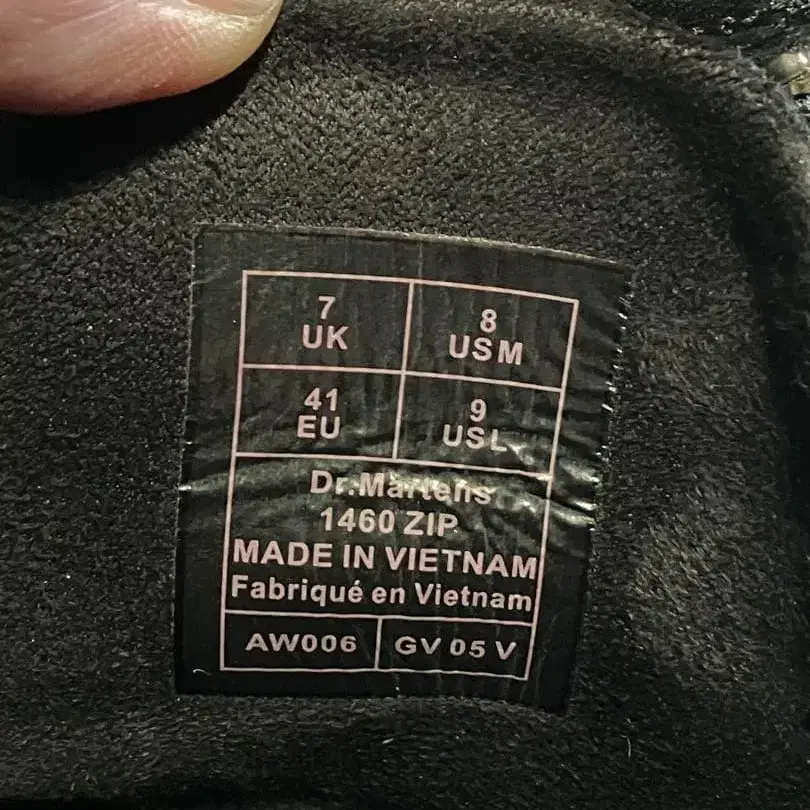 7
UK
8
USM
41
EU
9
USL
Dr.Martens
1460 ZIP
MADE IN VIETNAM
Fabriqué en Vietnam
AW006
GV 05 V